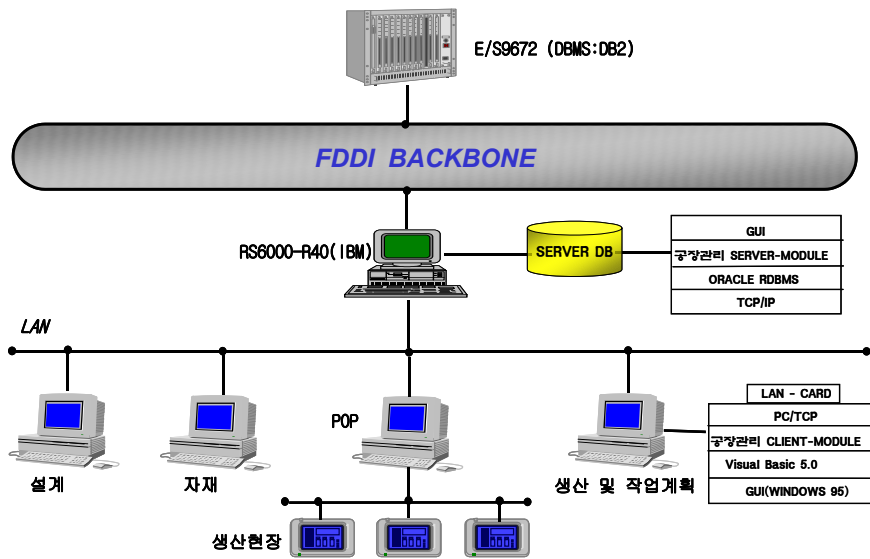 E/S9672 (DBMS:DB2)
FDDI BACKBONE
RS6000-R40(IBM)
SERVER DB
GUI
공장관리 SERVER-MODULE
ORACLE RDBMS
TCP/IP
LAN
POP
LAN - CARD
PC/TCP
공장관리 CLIENT-MODULE
Visual Basic 5.0
GUI(WINDOWS 95)
설계
자재
생산 및 작업계획
생산현장